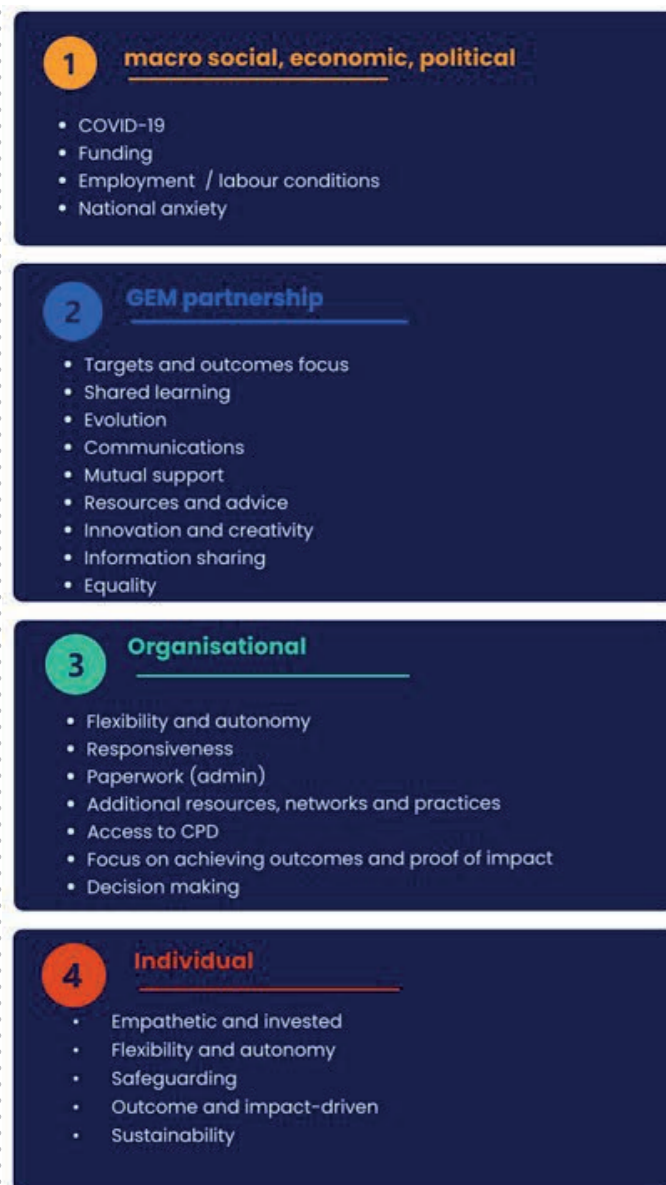 1 macro social, economic, political
• COVID-19
• Funding
• Employment / labour conditions
• National anxiety
2 GEM partnership
• Targets and outcomes focus
• Shared learning
• Evolution
• Communications
• Mutual support
• Resources and advice
• Innovation and creativity
• Information sharing
• Equality
3 Organisational
• Flexibility and autonomy
• Responsiveness
• Paperwork (admin)
• Additional resources, networks and practices
• Access to CPD
• Focus on achieving outcomes and proof of impact
• Decision making
4 Individual
• Empathetic and invested
• Flexibility and autonomy
• Safeguarding
• Outcome and impact-driven
• Sustainability